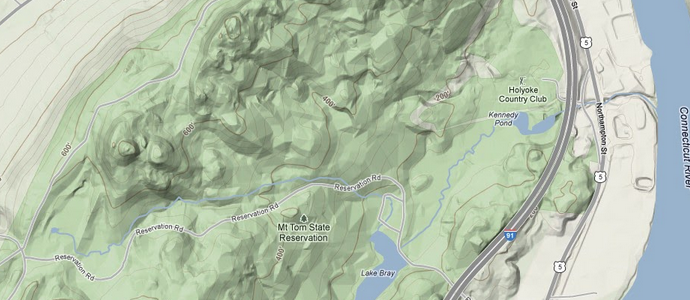 St
5
Holyoke
Country Club
Kennedy
Pond
200
400
600
600
Northampton St
Connecticut River
5
Reservation Rd
Reservation Rd
Reservation Rd
Reservation Rd
Mt Tom State
Reservation
400
91
Lake Bray
5